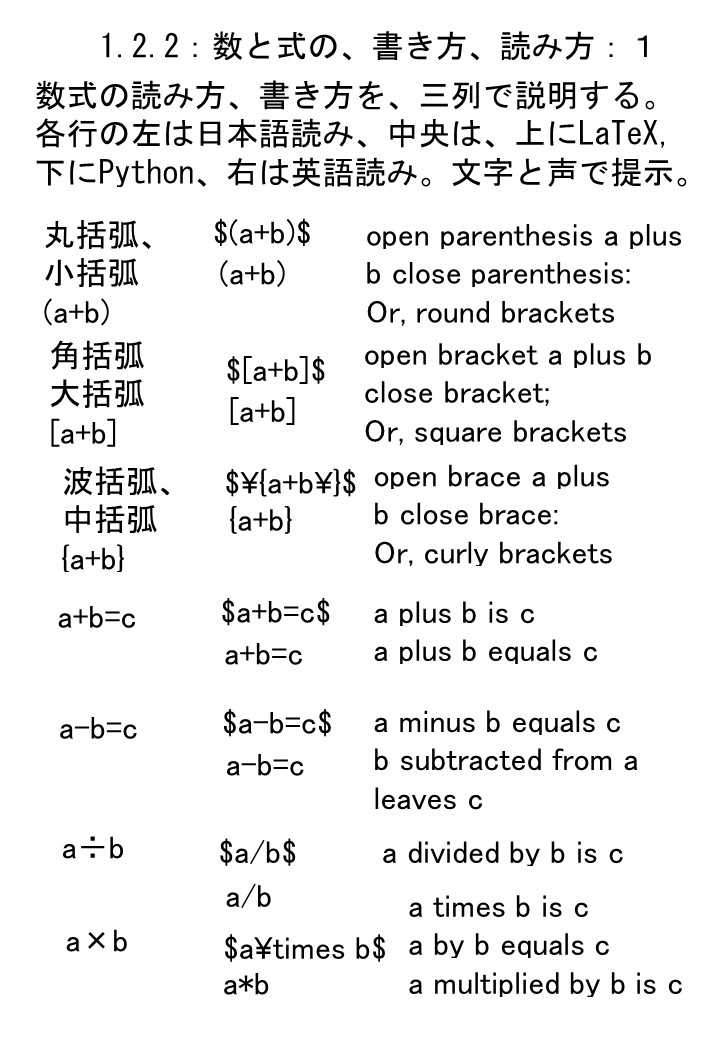 1.2.2：数と式の、書き方、読み方：１
数式の読み方、書き方を、三列で説明する。
各行の左は日本語読み、中央は、上にLaTeX,
下にPython、右は英語読み。文字と声で提示。
丸括弧、 $(a+b)$ open parenthesis a plus
小括弧 (a+b) b close parenthesis:
(a+b) Or, round brackets
角括弧 $[a+b]$ open bracket a plus b
大括弧 [a+b] close bracket;
[a+b] Or, square brackets
波括弧、 $¥{a+b¥}$ open brace a plus
中括弧 {a+b} b close brace:
{a+b} Or, curly brackets
a+b=c $a+b=c$ a plus b is c
a+b=c a plus b equals c
a−b=c $a−b=c$ a minus b equals c
a−b=c b subtracted from a
leaves c
a÷b $a/b$ a divided by b is c
a/b a times b is c
a×b $a¥times b$ a by b equals c
a*b a multiplied by b is c